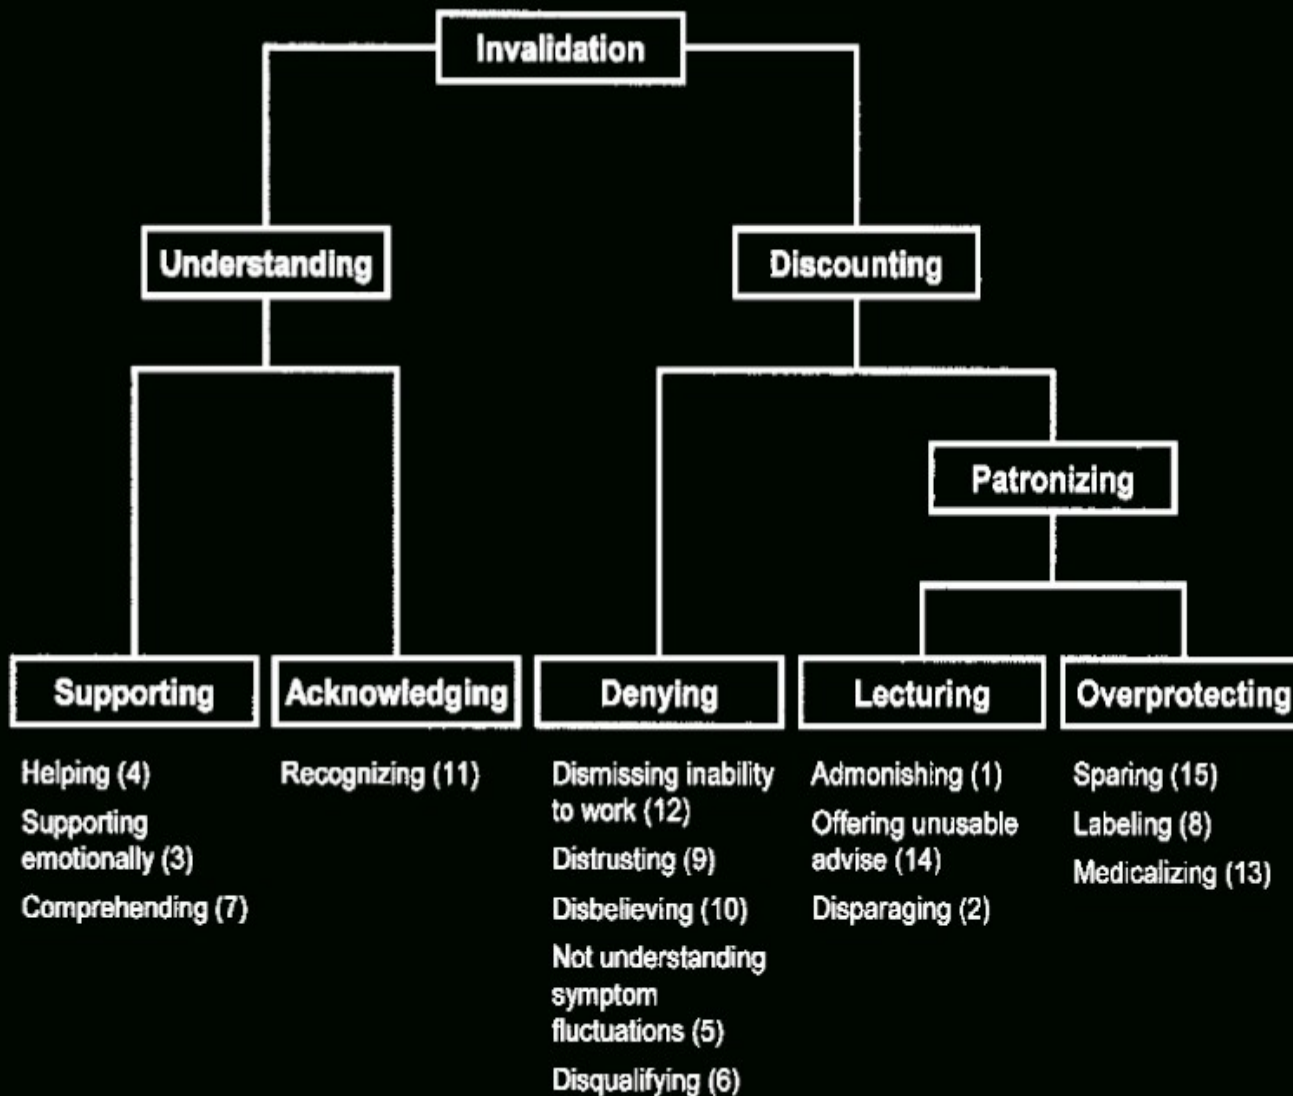 Invalidation
Understanding
Discounting
Patronizing
Supporting
Acknowledging
Denying
Lecturing
Overprotecting
Helping (4)
Supporting
emotionally (3)
Comprehending (7)
Recognizing (11)
Dismissing inability
to work (12)
Distrusting (9)
Disbelieving (10)
Not understanding
symptom
fluctuations (5)
Disqualifying (6)
Admonishing (1)
Offering unusable
advise (14)
Disparaging (2)
Sparing (15)
Labeling (8)
Medicalizing (13)